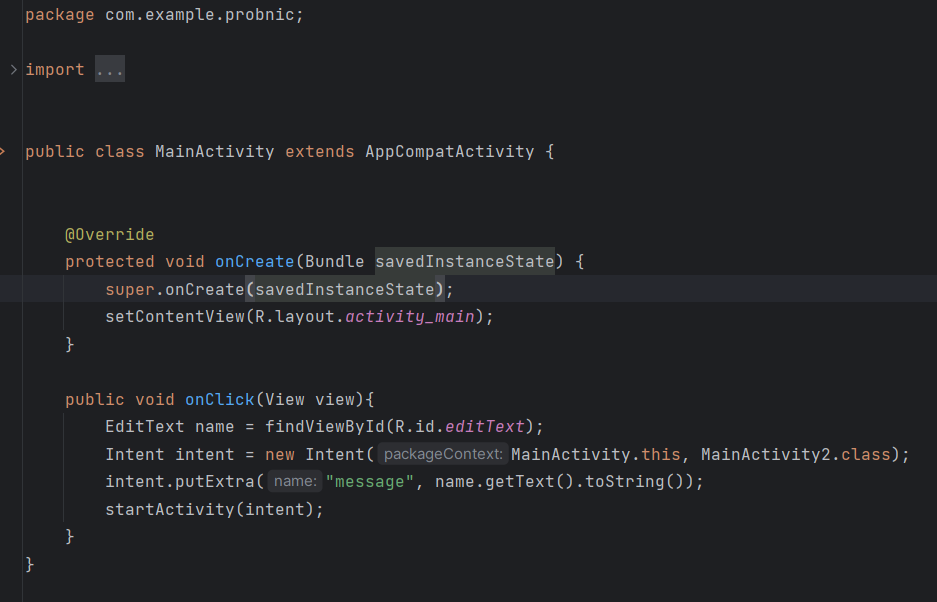 package com.example.probnic;
import ...
public class MainActivity extends AppCompatActivity {
@Override
protected void onCreate(Bundle savedInstanceState) {
super.onCreate(savedInstanceState);
setContentView(R.layout.activity_main);
}
public void onClick(View view){
EditText name = findViewById(R.id.editText);
Intent intent = new Intent( packageContext: MainActivity.this, MainActivity2.class);
intent.putExtra( name: "message", name.getText().toString());
startActivity(intent);
}
}